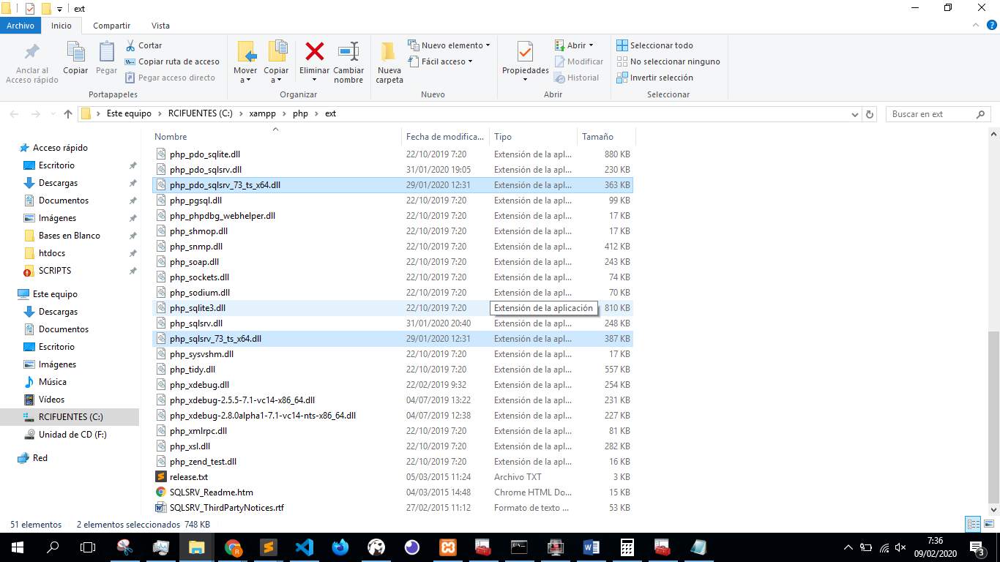 ext
Archivo Inicio Compartir Vista
Anclar al Acceso rápido
Copiar
Pegar
Cortar
Copiar ruta de acceso
Pegar acceso directo
Portapapeles
Mover a
Copiar a
Eliminar
Cambiar nombre
Organizar
Nueva carpeta
Nuevo elemento
Fácil acceso
Nuevo
Propiedades
Abrir
Modificar
Historial
Abrir
Seleccionar todo
No seleccionar ninguno
Invertir selección
Seleccionar
Este equipo > RCIFUENTES (C:) > xampp > php > ext
Buscar en ext
Acceso rápido
Escritorio
Descargas
Documentos
Imágenes
Bases en Blanco
htdocs
SCRIPTS
Este equipo
Descargas
Documentos
Escritorio
Imágenes
Música
Vídeos
RCIFUENTES (C:)
Unidad de CD (F:)
Red
Nombre Fecha de modifica... Tipo Tamaño
php_pdo_sqlite.dll 22/10/2019 7:20 Extensión de la apl... 880 KB
php_pdo_sqlsrv.dll 31/01/2020 19:05 Extensión de la apl... 230 KB
php_pdo_sqlsrv_73_ts_x64.dll 29/01/2020 12:31 Extensión de la apl... 363 KB
php_pgsql.dll 22/10/2019 7:20 Extensión de la apl... 99 KB
php_phpdbg_webhelper.dll 22/10/2019 7:20 Extensión de la apl... 17 KB
php_shmop.dll 22/10/2019 7:20 Extensión de la apl... 17 KB
php_snmp.dll 22/10/2019 7:20 Extensión de la apl... 412 KB
php_soap.dll 22/10/2019 7:20 Extensión de la apl... 243 KB
php_sockets.dll 22/10/2019 7:20 Extensión de la apl... 74 KB
php_sodium.dll 22/10/2019 7:20 Extensión de la apl... 70 KB
php_sqlite3.dll 22/10/2019 7:20 Extensión de la aplicación 810 KB
php_sqlsrv.dll 31/01/2020 20:40 Extensión de la apl... 248 KB
php_sqlsrv_73_ts_x64.dll 29/01/2020 12:31 Extensión de la apl... 387 KB
php_sysvshm.dll 22/10/2019 7:20 Extensión de la apl... 17 KB
php_tidy.dll 22/10/2019 7:20 Extensión de la apl... 557 KB
php_xdebug.dll 22/02/2019 9:32 Extensión de la apl... 254 KB
php_xdebug-2.5.5-7.1-vc14-x86_64.dll 04/07/2019 13:22 Extensión de la apl... 231 KB
php_xdebug-2.8.0alpha1-7.1-vc14-nts-x86_64.dll 04/07/2019 12:38 Extensión de la apl... 227 KB
php_xmlrpc.dll 22/10/2019 7:20 Extensión de la apl... 81 KB
php_xsl.dll 22/10/2019 7:20 Extensión de la apl... 282 KB
php_zend_test.dll 22/10/2019 7:20 Extensión de la apl... 16 KB
release.txt 05/03/2015 11:24 Archivo TXT 3 KB
SQLSRV_Readme.htm 04/03/2015 14:48 Chrome HTML Do... 15 KB
SQLSRV_ThirdPartyNotices.rtf 27/02/2015 11:12 Formato de texto ... 53 KB
51 elementos 2 elementos seleccionados 748 KB
7:36
09/02/2020
3